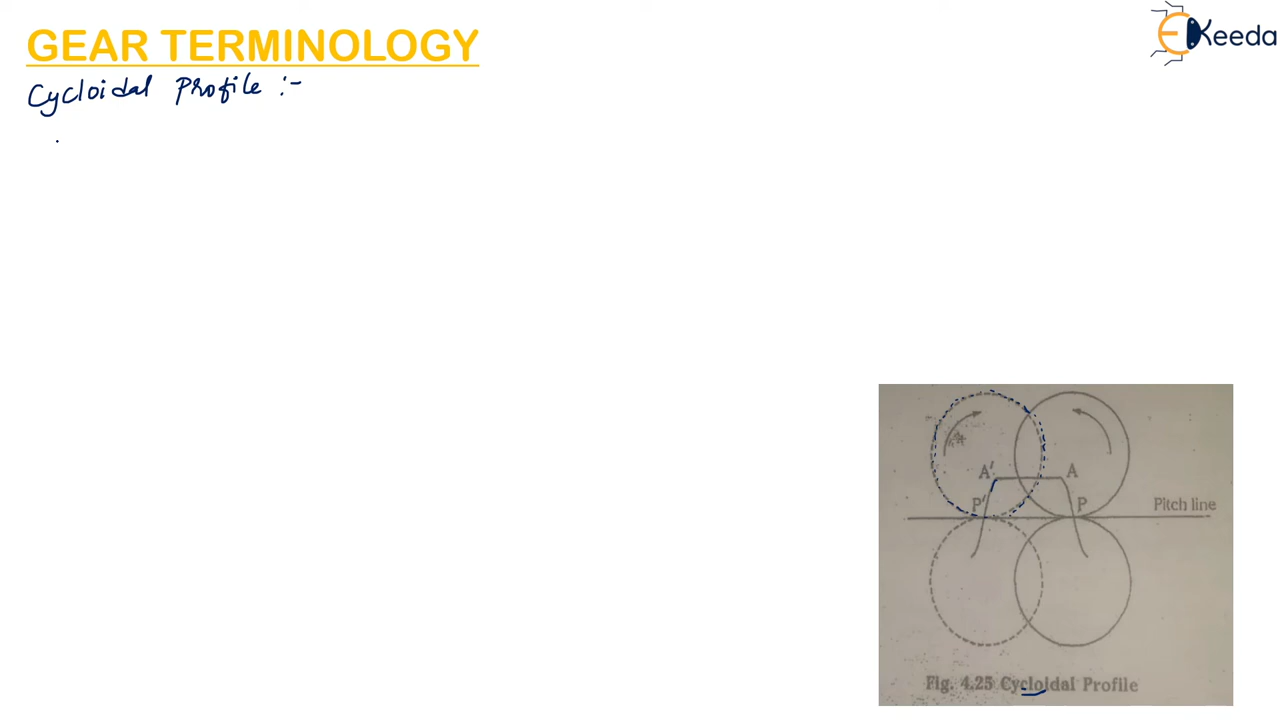 GEAR TERMINOLOGY
EKeeda
Cycloidal Profile :-
A' A
P' P Pitch line
Fig. 4.25 Cycloidal Profile